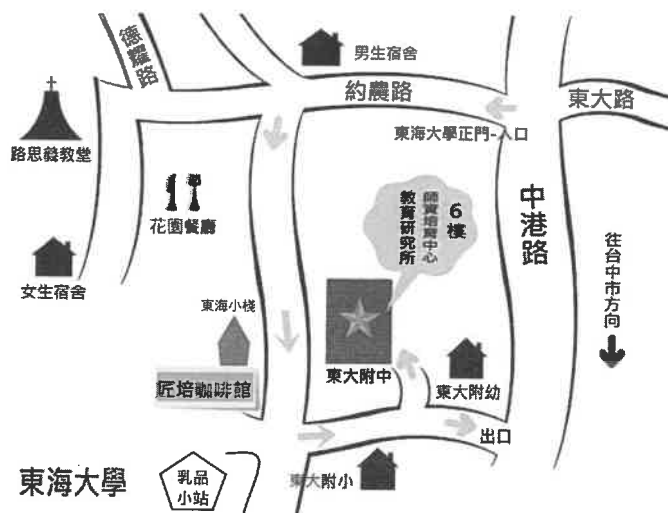 德耀路
男生宿舍
約農路
東大路
路思義教堂
東海大學正門-入口
花園餐廳
6樓
師資培育中心
教育研究所
中港路
往台中市方向
女生宿舍
東海小棧
東大附中
東大附幼
匠培咖啡館
出口
東海大學
乳品
小站
東大附小